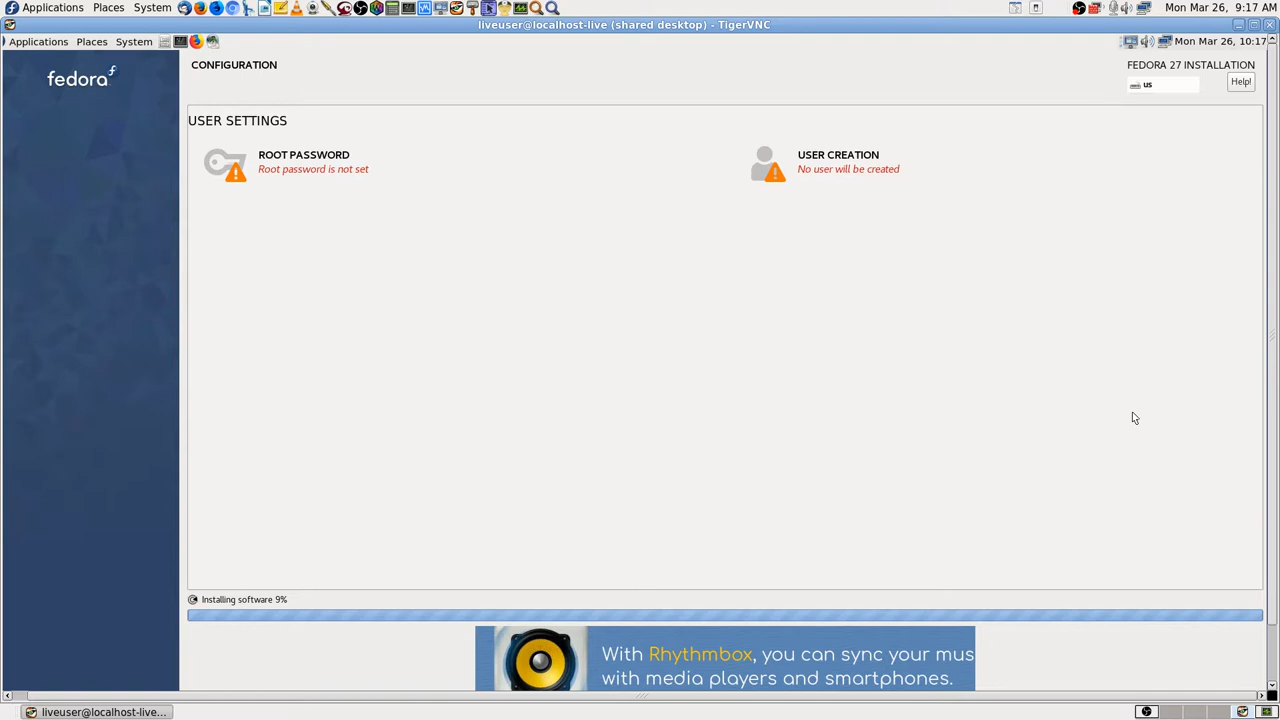 Applications Places System Mon Mar 26, 9:17 AM
liveuser@localhost-live (shared desktop) - TigerVNC
Applications Places System Mon Mar 26, 10:17
fedora
CONFIGURATION
FEDORA 27 INSTALLATION
us
Help!
USER SETTINGS
ROOT PASSWORD
Root password is not set
USER CREATION
No user will be created
Installing software 9%
With Rhythmbox, you can sync your mus
with media players and smartphones.
liveuser@localhost-live...